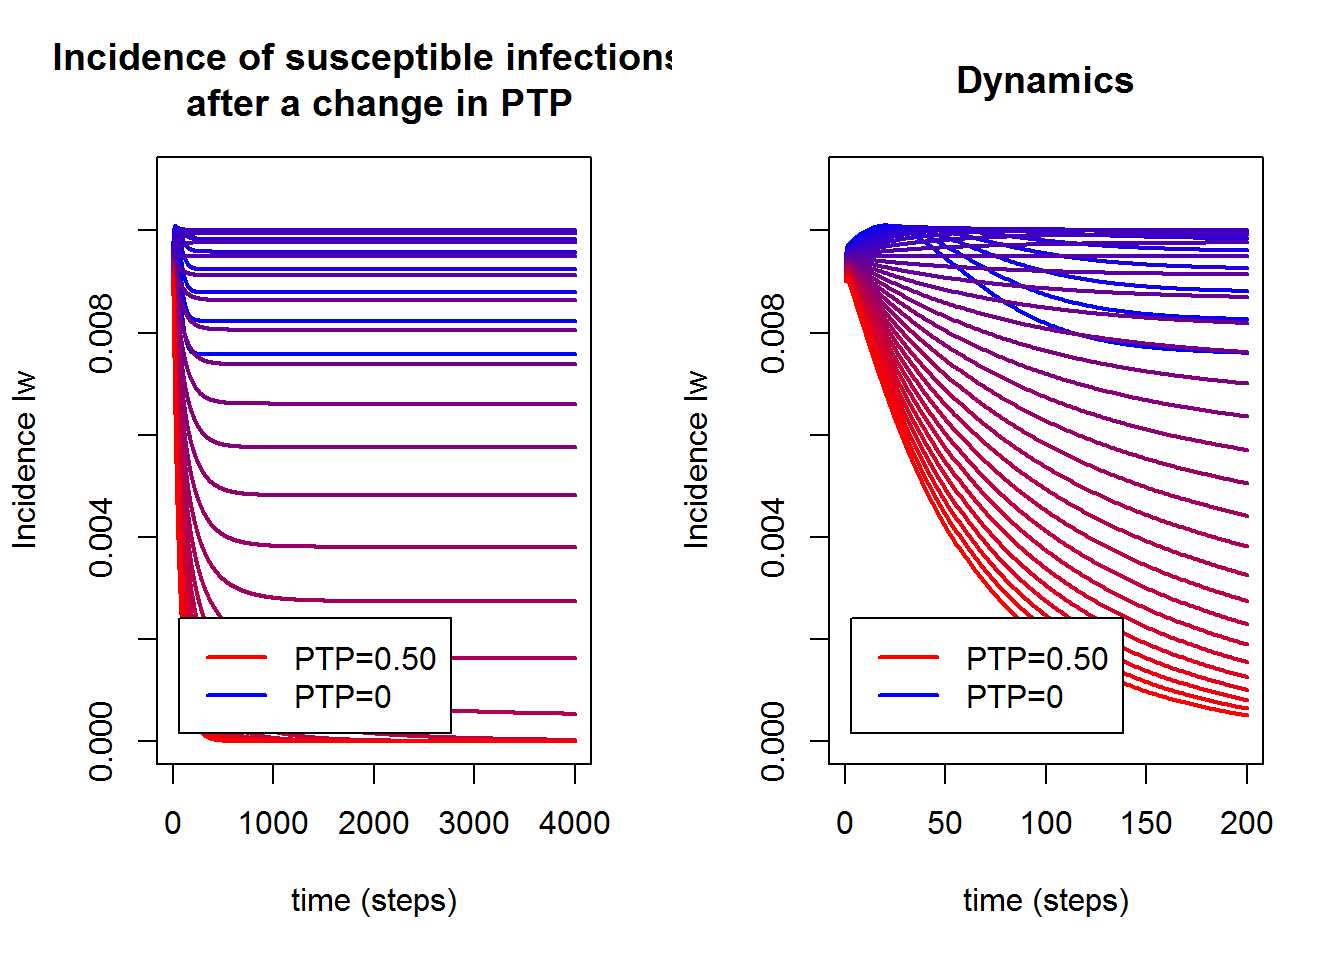 Incidence of susceptible infections
after a change in PTP
Incidence Iw
0.000
0.004
0.008
PTP=0.50
PTP=0
0 1000 2000 3000 4000
time (steps)
Dynamics
Incidence Iw
0.000
0.004
0.008
PTP=0.50
PTP=0
0 50 100 150 200
time (steps)